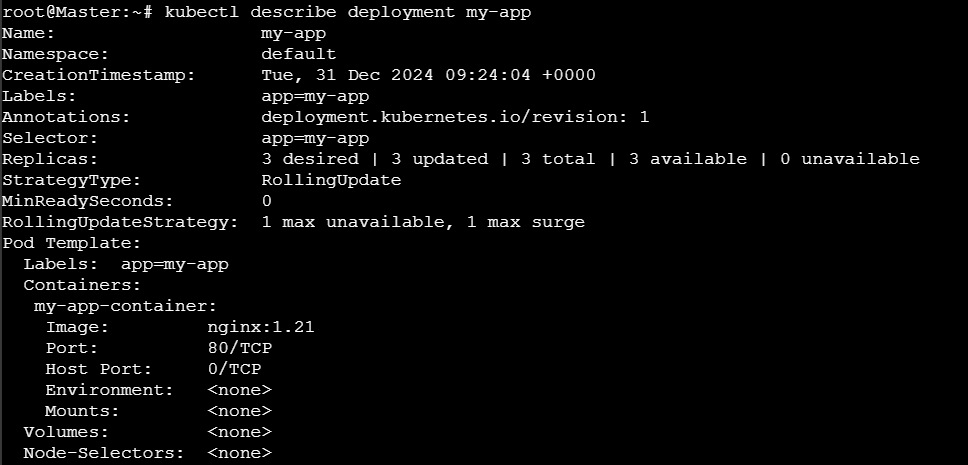 root@Master:~# kubectl describe deployment my-app
Name:                   my-app
Namespace:              default
CreationTimestamp:      Tue, 31 Dec 2024 09:24:04 +0000
Labels:                 app=my-app
Annotations:            deployment.kubernetes.io/revision: 1
Selector:               app=my-app
Replicas:               3 desired | 3 updated | 3 total | 3 available | 0 unavailable
StrategyType:           RollingUpdate
MinReadySeconds:        0
RollingUpdateStrategy:  1 max unavailable, 1 max surge
Pod Template:
  Labels:  app=my-app
  Containers:
   my-app-container:
    Image:         nginx:1.21
    Port:          80/TCP
    Host Port:     0/TCP
    Environment:   <none>
    Mounts:        <none>
  Volumes:         <none>
  Node-Selectors:  <none>